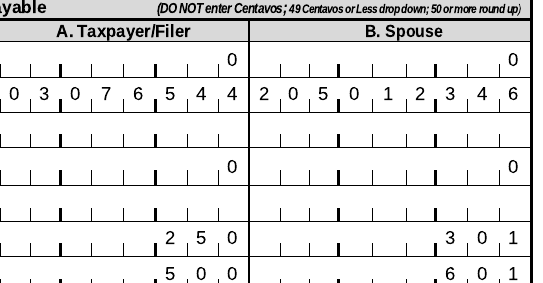 ayable (DO NOT enter Centavos; 49 Centavos or Less drop down; 50 or more round up)
A. Taxpayer/Filer B. Spouse
0 0
0 3 0 7 6 5 4 4 2 0 5 0 1 2 3 4 6
0 0
2 5 0 3 0 1
5 0 0 6 0 1